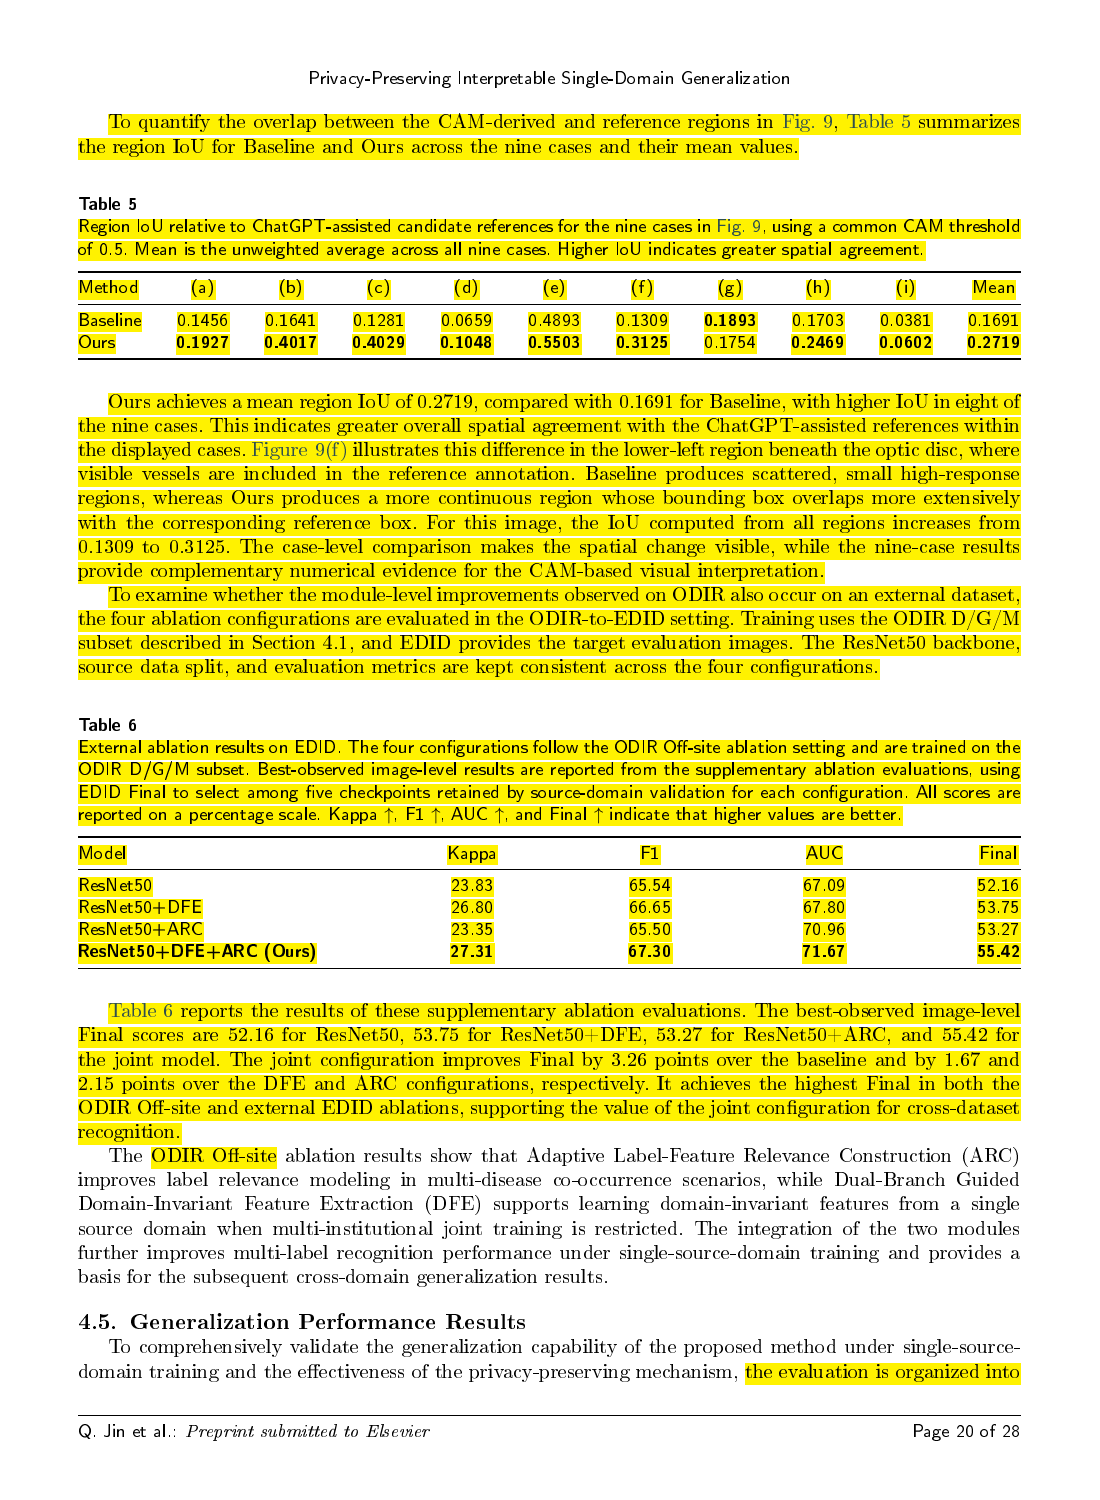 Privacy-Preserving Interpretable Single-Domain Generalization
To quantify the overlap between the CAM-derived and reference regions in Fig. 9, Table 5 summarizes
the region IoU for Baseline and Ours across the nine cases and their mean values.
Table 5
Region IoU relative to ChatGPT-assisted candidate references for the nine cases in Fig. 9, using a common CAM threshold
of 0.5. Mean is the unweighted average across all nine cases. Higher IoU indicates greater spatial agreement.
Method (a) (b) (c) (d) (e) (f) (g) (h) (i) Mean
Baseline 0.1456 0.1641 0.1281 0.0659 0.4893 0.1309 0.1893 0.1703 0.0381 0.1691
Ours 0.1927 0.4017 0.4029 0.1048 0.5503 0.3125 0.1754 0.2469 0.0602 0.2719
Ours achieves a mean region IoU of 0.2719, compared with 0.1691 for Baseline, with higher IoU in eight of
the nine cases. This indicates greater overall spatial agreement with the ChatGPT-assisted references within
the displayed cases. Figure 9(f) illustrates this difference in the lower-left region beneath the optic disc, where
visible vessels are included in the reference annotation. Baseline produces scattered, small high-response
regions, whereas Ours produces a more continuous region whose bounding box overlaps more extensively
with the corresponding reference box. For this image, the IoU computed from all regions increases from
0.1309 to 0.3125. The case-level comparison makes the spatial change visible, while the nine-case results
provide complementary numerical evidence for the CAM-based visual interpretation.
To examine whether the module-level improvements observed on ODIR also occur on an external dataset,
the four ablation configurations are evaluated in the ODIR-to-EDID setting. Training uses the ODIR D/G/M
subset described in Section 4.1, and EDID provides the target evaluation images. The ResNet50 backbone,
source data split, and evaluation metrics are kept consistent across the four configurations.
Table 6
External ablation results on EDID. The four configurations follow the ODIR Off-site ablation setting and are trained on the
ODIR D/G/M subset. Best-observed image-level results are reported from the supplementary ablation evaluations, using
EDID Final to select among five checkpoints retained by source-domain validation for each configuration. All scores are
reported on a percentage scale. Kappa ↑, F1 ↑, AUC ↑, and Final ↑ indicate that higher values are better.
Model Kappa F1 AUC Final
ResNet50 23.83 65.54 67.09 52.16
ResNet50+DFE 26.80 66.65 67.80 53.75
ResNet50+ARC 23.35 65.50 70.96 53.27
ResNet50+DFE+ARC (Ours) 27.31 67.30 71.67 55.42
Table 6 reports the results of these supplementary ablation evaluations. The best-observed image-level
Final scores are 52.16 for ResNet50, 53.75 for ResNet50+DFE, 53.27 for ResNet50+ARC, and 55.42 for
the joint model. The joint configuration improves Final by 3.26 points over the baseline and by 1.67 and
2.15 points over the DFE and ARC configurations, respectively. It achieves the highest Final in both the
ODIR Off-site and external EDID ablations, supporting the value of the joint configuration for cross-dataset
recognition.
The ODIR Off-site ablation results show that Adaptive Label-Feature Relevance Construction (ARC)
improves label relevance modeling in multi-disease co-occurrence scenarios, while Dual-Branch Guided
Domain-Invariant Feature Extraction (DFE) supports learning domain-invariant features from a single
source domain when multi-institutional joint training is restricted. The integration of the two modules
further improves multi-label recognition performance under single-source-domain training and provides a
basis for the subsequent cross-domain generalization results.
4.5. Generalization Performance Results
To comprehensively validate the generalization capability of the proposed method under single-source-
domain training and the effectiveness of the privacy-preserving mechanism, the evaluation is organized into
Q. Jin et al.: Preprint submitted to Elsevier Page 20 of 28